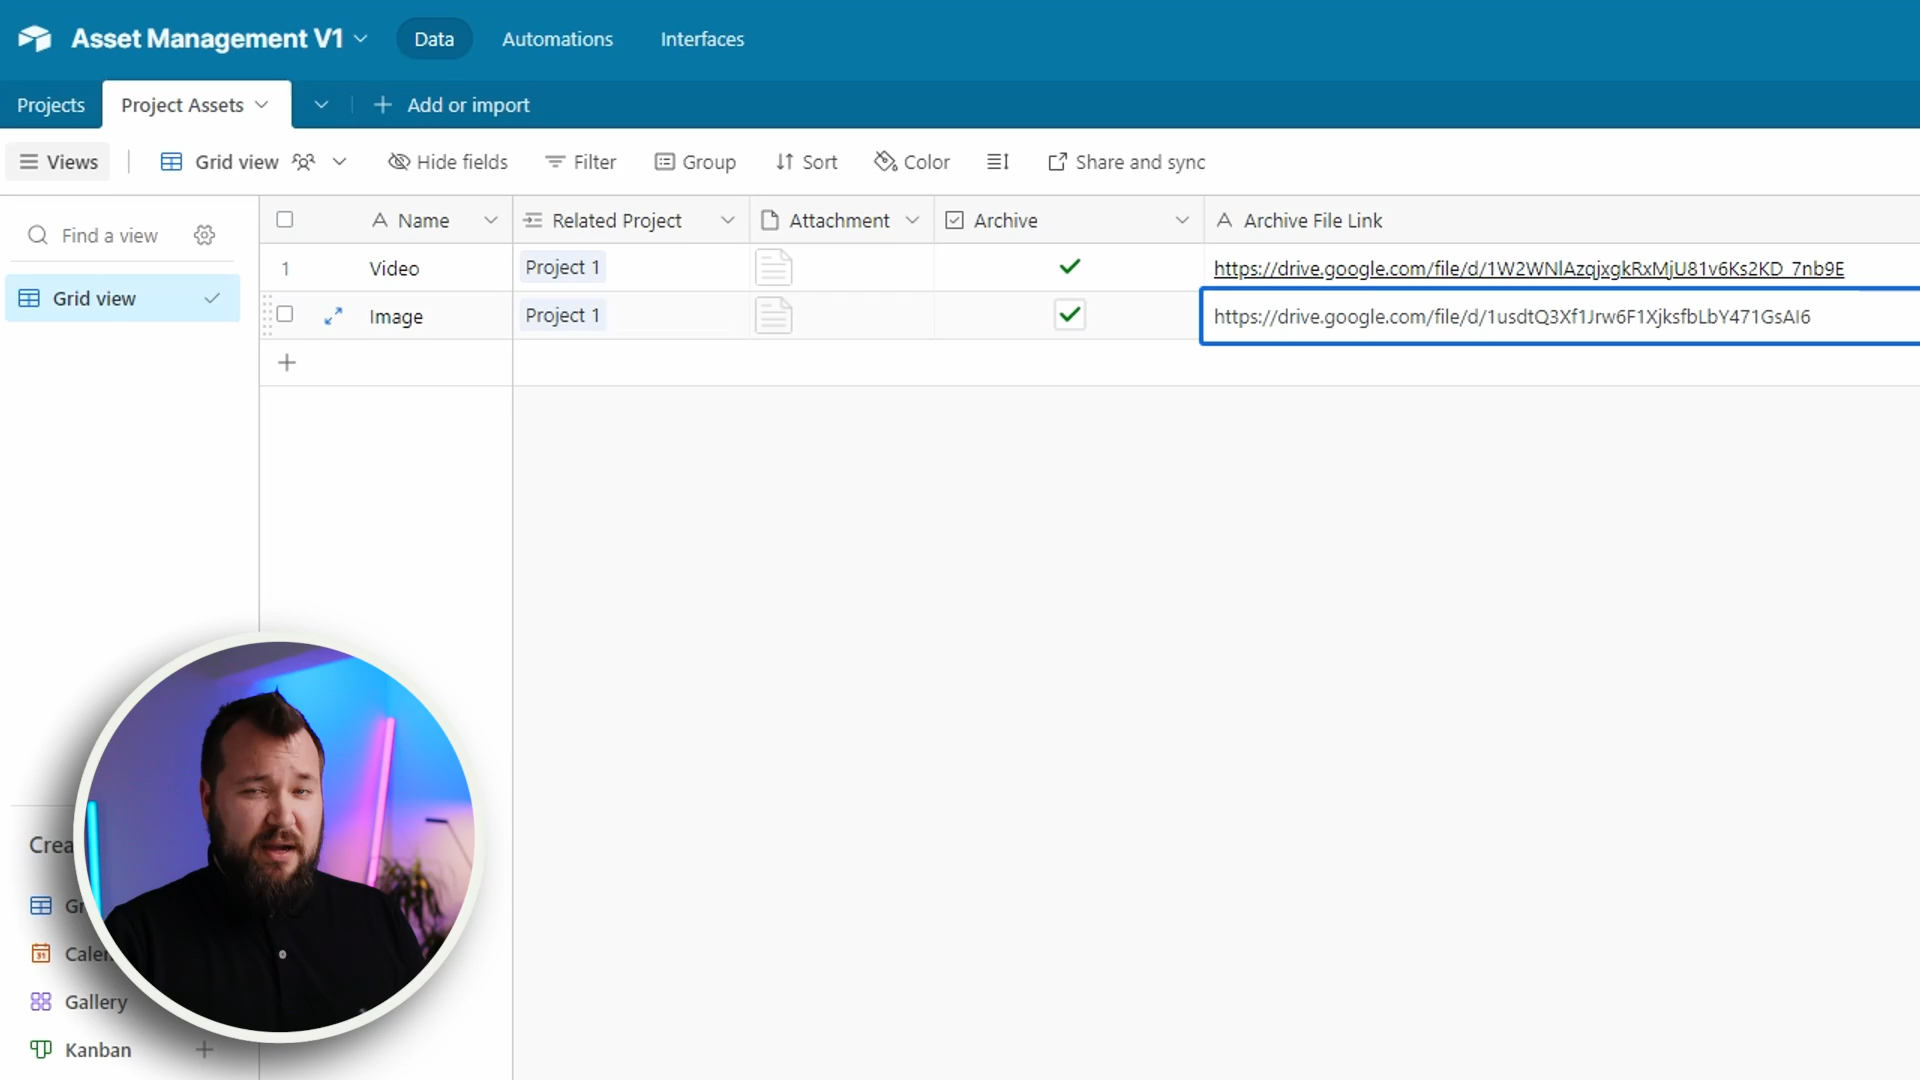 Asset Management V1
Data
Automations
Interfaces
Projects
Project Assets
Add or import
Views
Grid view
Hide fields
Filter
Group
Sort
Color
Share and sync
Find a view
Name
Related Project
Attachment
Archive
Archive File Link
1
Video
Project 1
https://drive.google.com/file/d/1W2WNlAzqjxgkRxMjU81v6Ks2KD_7nb9E
Grid view
Image
Project 1
https://drive.google.com/file/d/1usdtQ3Xf1Jrw6F1XjksfbLbY471GsAI6
Crea
Gr
31
Calen
Gallery
Kanban